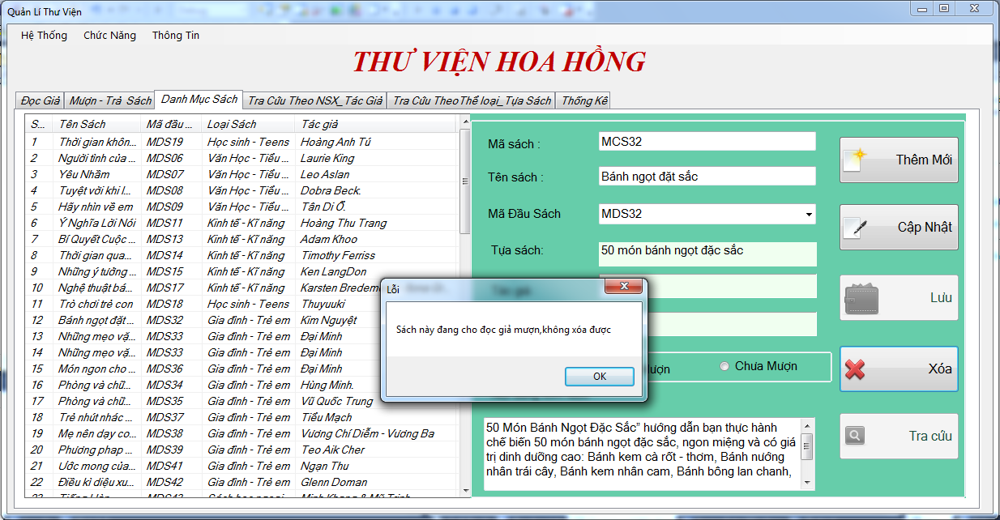 Quản Lí Thư Viện
Hệ Thống Chức Năng Thông Tin
THƯ VIỆN HOA HỒNG
Đọc Giả Mượn - Trả Sách Danh Mục Sách Tra Cứu Theo NSX_Tác Giả Tra Cứu TheoThể loại_Tựa Sách Thống Kê
S... Tên Sách Mã đầu ... Loại Sách Tác giả
1 Thời gian khôn... MDS19 Học sinh - Teens Hoàng Anh Tú
2 Người tình của ... MDS06 Văn Học - Tiểu ... Laurie King
3 Yêu Nhầm MDS07 Văn Học - Tiểu ... Leo Aslan
4 Tuyệt vời khi l... MDS08 Văn Học - Tiểu ... Dobra Beck.
5 Hãy nhìn về em MDS09 Văn Học - Tiểu ... Tân Di Ổ.
6 Ý Nghĩa Lời Nói MDS11 Kinh tế - Kĩ năng Hoàng Thu Trang
7 Bí Quyết Cuộc ... MDS13 Kinh tế - Kĩ năng Adam Khoo
8 Thời gian qua... MDS14 Kinh tế - Kĩ năng Timothy Ferriss
9 Những ý tưởng ... MDS15 Kinh tế - Kĩ năng Ken LangDon
10 Nghệ thuật bá... MDS17 Kinh tế - Kĩ năng Karsten Bredem
11 Trò chơi trẻ con MDS18 Học sinh - Teens Thuyuuki
12 Bánh ngọt đặt... MDS32 Gia đình - Trẻ em Kim Nguyệt
13 Những mẹo vặ... MDS33 Gia đình - Trẻ em Đại Minh
14 Những mẹo vặ... MDS33 Gia đình - Trẻ em Đại Minh
15 Món ngon cho ... MDS36 Gia đình - Trẻ em Đại Minh
16 Phòng và chữ... MDS34 Gia đình - Trẻ em Hùng Minh.
17 Phòng và chữ... MDS35 Gia đình - Trẻ em Vũ Quốc Trung
18 Trẻ nhút nhác ... MDS37 Gia đình - Trẻ em Tiểu Mạch
19 Mẹ nên dạy co... MDS38 Gia đình - Trẻ em Vương Chí Diễm - Vương Ba
20 Phương phap ... MDS39 Gia đình - Trẻ em Teo Aik Cher
21 Ước mong của... MDS41 Gia đình - Trẻ em Ngạn Thu
22 Điều kì diệu xu... MDS42 Gia đình - Trẻ em Glenn Doman
Mã sách : MCS32
Tên sách : Bánh ngọt đặt sắc
Mã Đầu Sách MDS32
Tựa sách: 50 món bánh ngọt đặc sắc
Tác giả
Chưa Mượn
50 Món Bánh Ngọt Đặc Sắc” hướng dẫn bạn thực hành
chế biến 50 món bánh ngọt đặc sắc, ngon miệng và có giá
trị dinh dưỡng cao: Bánh kem cà rốt - thơm, Bánh nướng
nhân trái cây, Bánh kem nhân cam, Bánh bông lan chanh,
Thêm Mới
Cập Nhật
Lưu
Xóa
Tra cứu
Lỗi
Sách này đang cho đọc giả mượn,không xóa được
OK